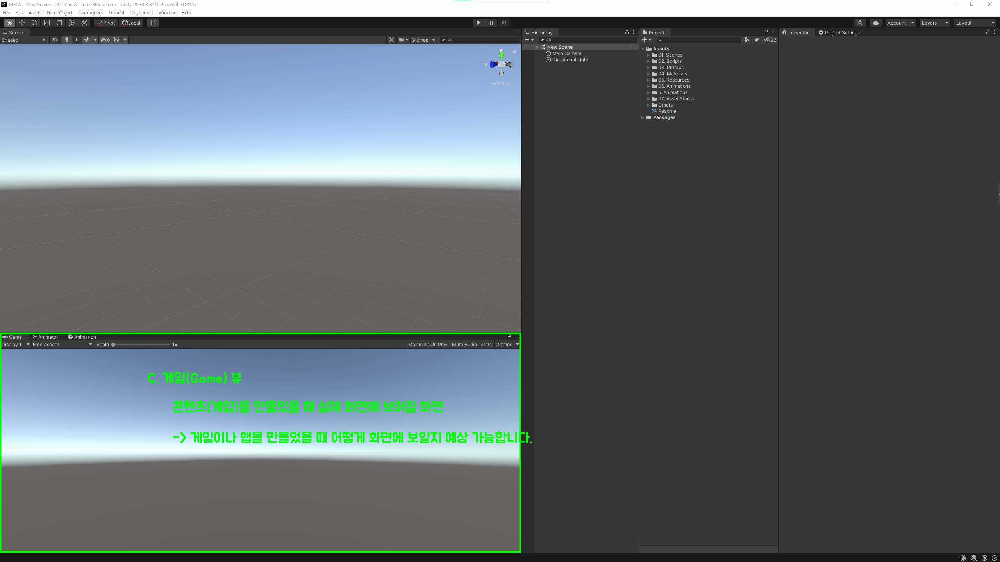 META - New Scene - PC, Mac & Linux Standalone - Unity 2020.3.34f1 Personal <DX11>
File Edit Assets GameObject Component Tutorial PolyPerfect Window Help
Pivot Local Account Layers Layout
Scene
Shaded 2D 0 Gizmos All
y
z
Persp
Hierarchy
All
New Scene
Main Camera
Directional Light
Project
22
Assets
01. Scenes
02. Scripts
03. Prefabs
04. Materials
05. Resources
06. Animations
6. Animations
07. Asset Stores
Others
Readme
Packages
Inspector Project Settings
Game Animator Animation
Display 1 Free Aspect Scale 1x Maximize On Play Mute Audio Stats Gizmos
C. 게임(Game) 뷰
콘텐츠(게임)을 만들었을 때 실제 화면에 보여질 화면
-> 게임이나 앱을 만들었을 때 어떻게 화면에 보일지 예상 가능합니다.